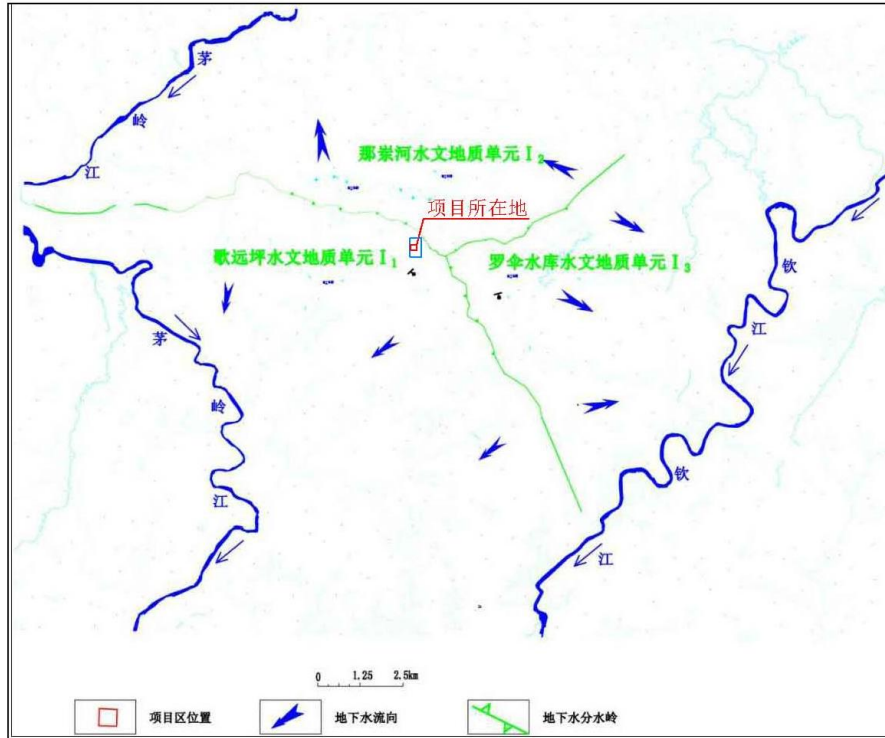 茅
岭
江
那崇河水文地质单元Ⅰ2
项目所在地
歌远坪水文地质单元Ⅰ1
罗伞水库水文地质单元Ⅰ3
钦
江
茅
岭
江
钦
江
0 1.25 2.5km
项目区位置
地下水流向
地下水分水岭